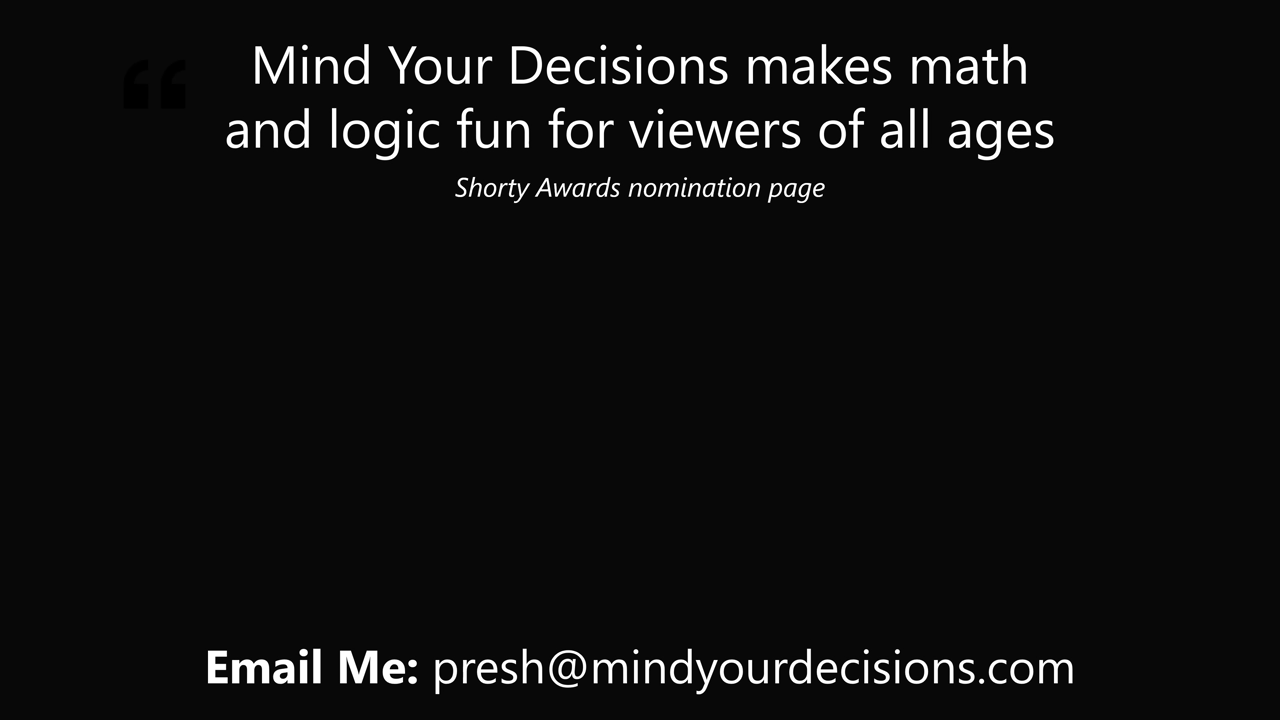 “
Mind Your Decisions makes math
and logic fun for viewers of all ages
Shorty Awards nomination page
Email Me: presh@mindyourdecisions.com